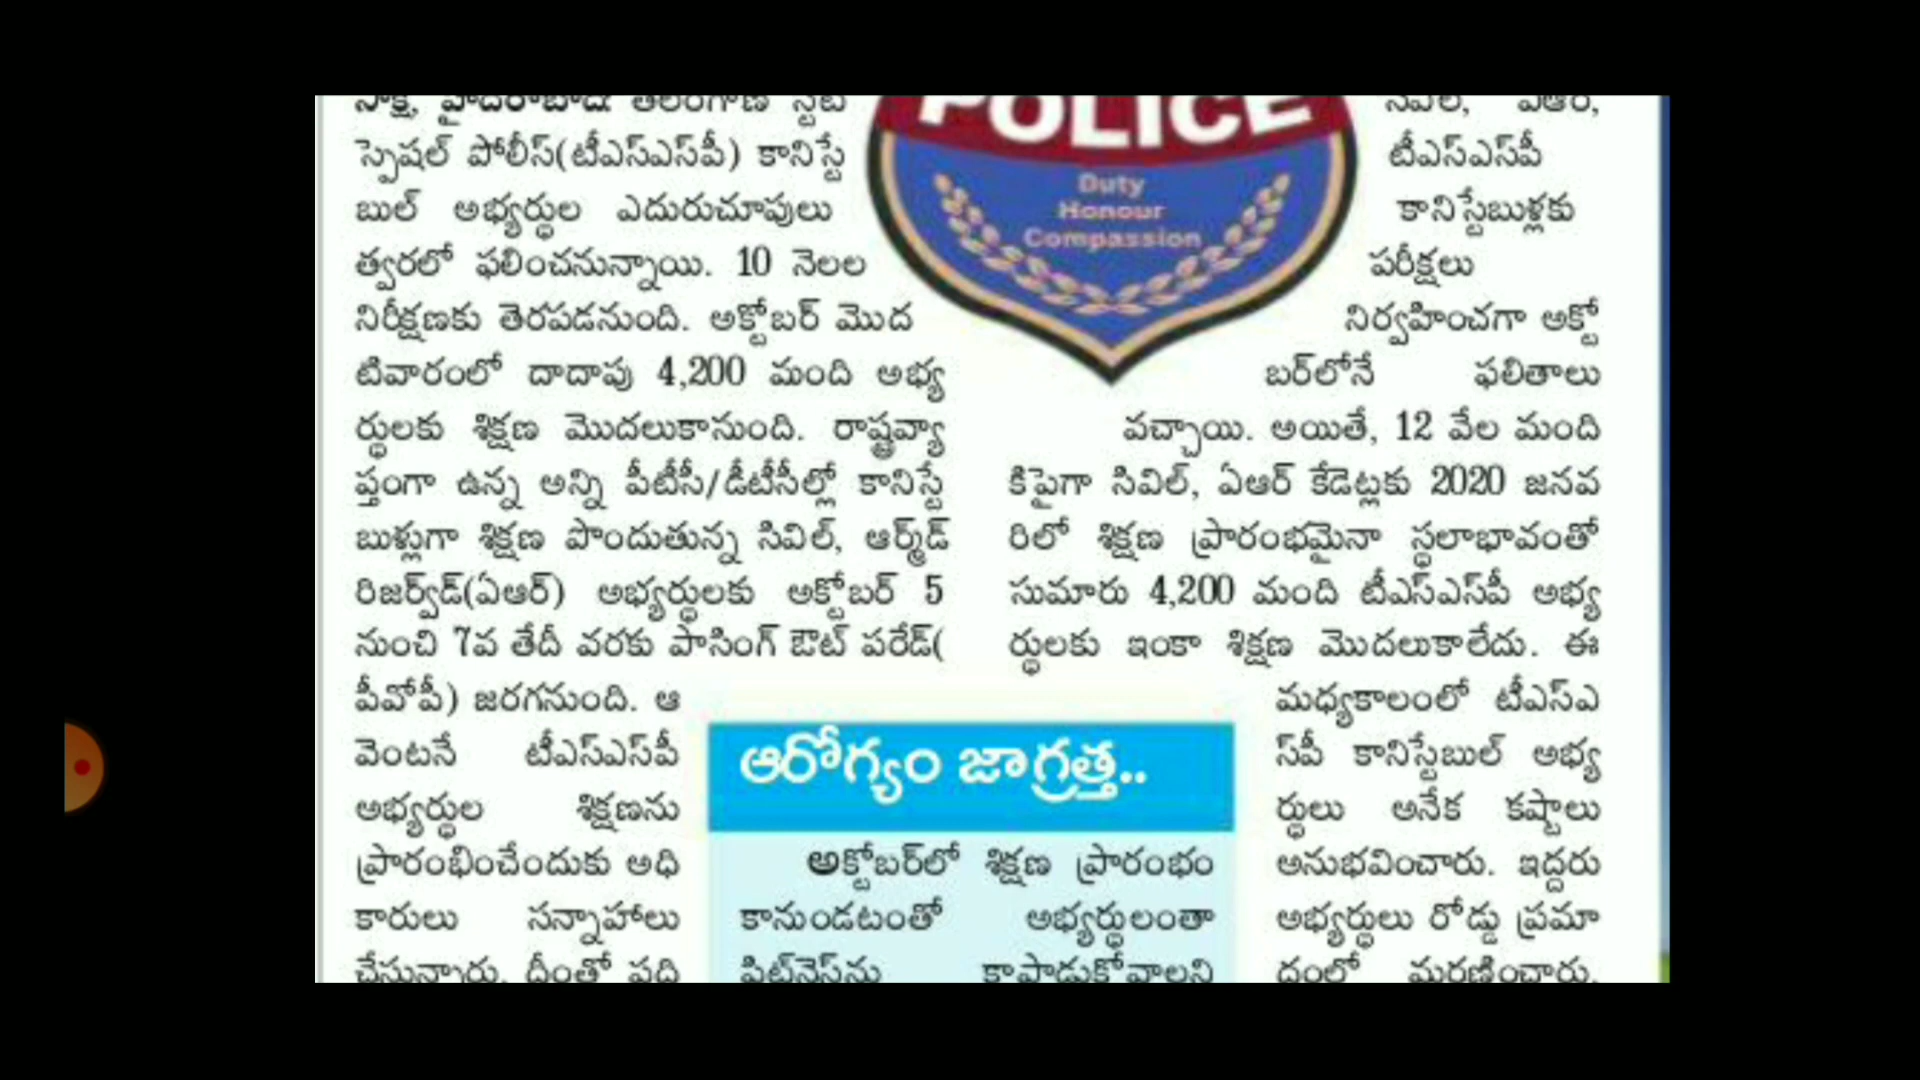 సాక్షి, హైదరాబాద్: తెలంగాణ స్టేట్
స్పెషల్ పోలీస్(టీఎస్ఎస్‌పీ) కానిస్టే
బుల్ అభ్యర్థుల ఎదురుచూపులు
త్వరలో ఫలించనున్నాయి. 10 నెలల
నిరీక్షణకు తెరపడనుంది. అక్టోబర్ మొద
టివారంలో దాదాపు 4,200 మంది అభ్య
ర్థులకు శిక్షణ మొదలుకానుంది. రాష్ట్రవ్యా
ప్తంగా ఉన్న అన్ని పీటీసీ/డీటీసీల్లో కానిస్టే
బుళ్లుగా శిక్షణ పొందుతున్న సివిల్, ఆర్మ్‌డ్
రిజర్వ్‌డ్(ఏఆర్) అభ్యర్థులకు అక్టోబర్ 5
నుంచి 7వ తేదీ వరకు పాసింగ్ ఔట్ పరేడ్(
పీవోపీ) జరగనుంది. ఆ
వెంటనే టీఎస్ఎస్‌పీ
అభ్యర్థుల శిక్షణను
ప్రారంభించేందుకు అధి
కారులు సన్నాహాలు
చేస్తున్నారు. దీంతో పది
POLICE
Duty
Honour
Compassion
ఆరోగ్యం జాగ్రత్త..
అక్టోబర్‌లో శిక్షణ ప్రారంభం
కానుండటంతో అభ్యర్థులంతా
ఫిట్‌నెస్‌ను కాపాడుకోవాలని
సివిల్, ఏఆర్,
టీఎస్ఎస్‌పీ
కానిస్టేబుళ్లకు
పరీక్షలు
నిర్వహించగా అక్టో
బర్‌లోనే ఫలితాలు
వచ్చాయి. అయితే, 12 వేల మంది
కిపైగా సివిల్, ఏఆర్ కేడెట్లకు 2020 జనవ
రిలో శిక్షణ ప్రారంభమైనా స్థలాభావంతో
సుమారు 4,200 మంది టీఎస్ఎస్‌పీ అభ్య
ర్థులకు ఇంకా శిక్షణ మొదలుకాలేదు. ఈ
మధ్యకాలంలో టీఎస్ఎ
స్‌పీ కానిస్టేబుల్ అభ్య
ర్థులు అనేక కష్టాలు
అనుభవించారు. ఇద్దరు
అభ్యర్థులు రోడ్డు ప్రమా
దంలో మరణించారు.